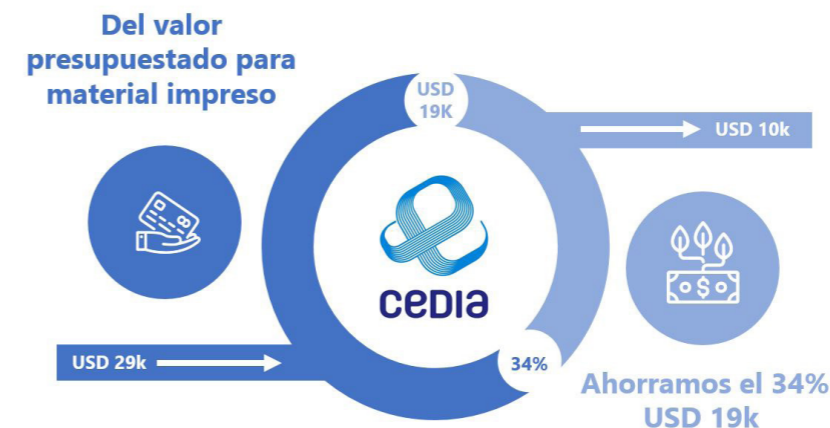 Del valor
presupuestado para
material impreso
USD
19K
USD 10k
CEDIA
USD 29k
34%
Ahorramos el 34%
USD 19k